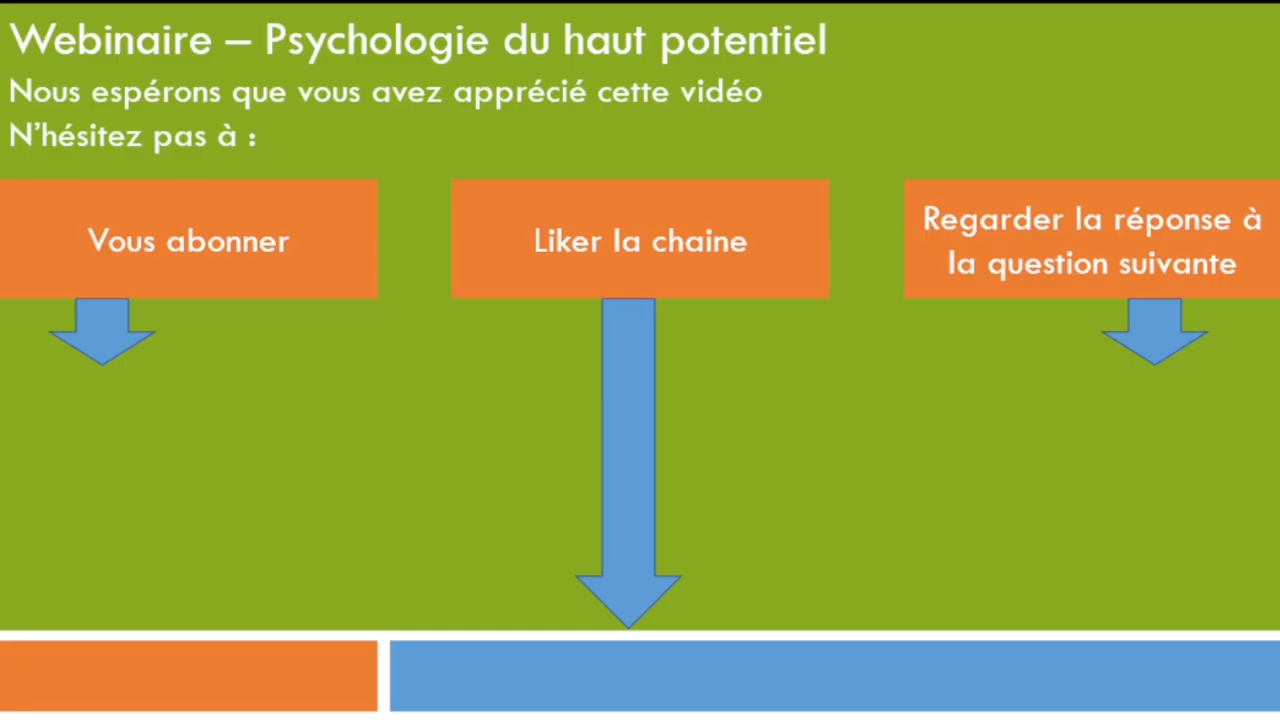 Webinaire – Psychologie du haut potentiel
Nous espérons que vous avez apprécié cette vidéo
N'hésitez pas à :
Vous abonner
Liker la chaine
Regarder la réponse à
la question suivante